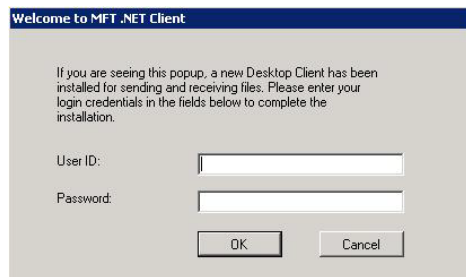 Welcome to MFT .NET Client
If you are seeing this popup, a new Desktop Client has been
installed for sending and receiving files. Please enter your
login credentials in the fields below to complete the
installation.
User ID:
Password:
OK
Cancel